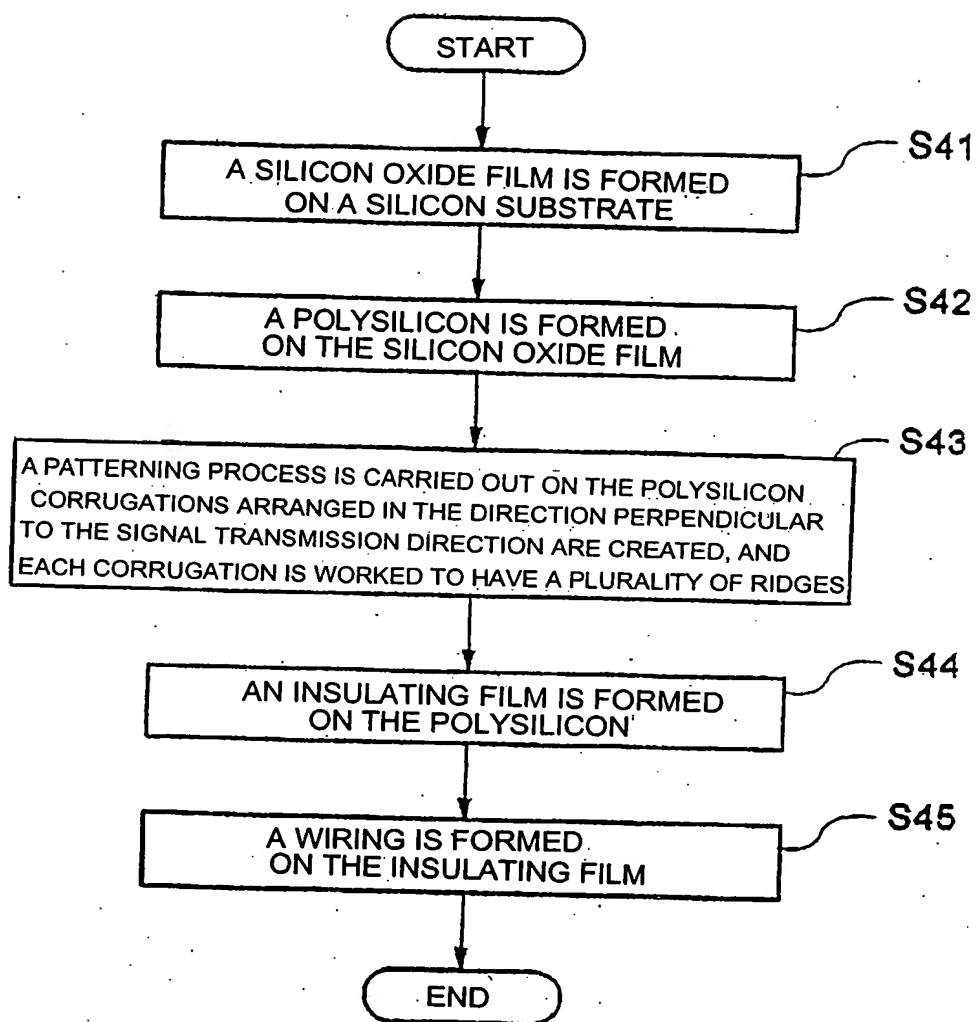 START
S41
A SILICON OXIDE FILM IS FORMED
ON A SILICON SUBSTRATE
S42
A POLYSILICON IS FORMED
ON THE SILICON OXIDE FILM
S43
A PATTERNING PROCESS IS CARRIED OUT ON THE POLYSILICON
CORRUGATIONS ARRANGED IN THE DIRECTION PERPENDICULAR
TO THE SIGNAL TRANSMISSION DIRECTION ARE CREATED, AND
EACH CORRUGATION IS WORKED TO HAVE A PLURALITY OF RIDGES
S44
AN INSULATING FILM IS FORMED
ON THE POLYSILICON
S45
A WIRING IS FORMED
ON THE INSULATING FILM
END